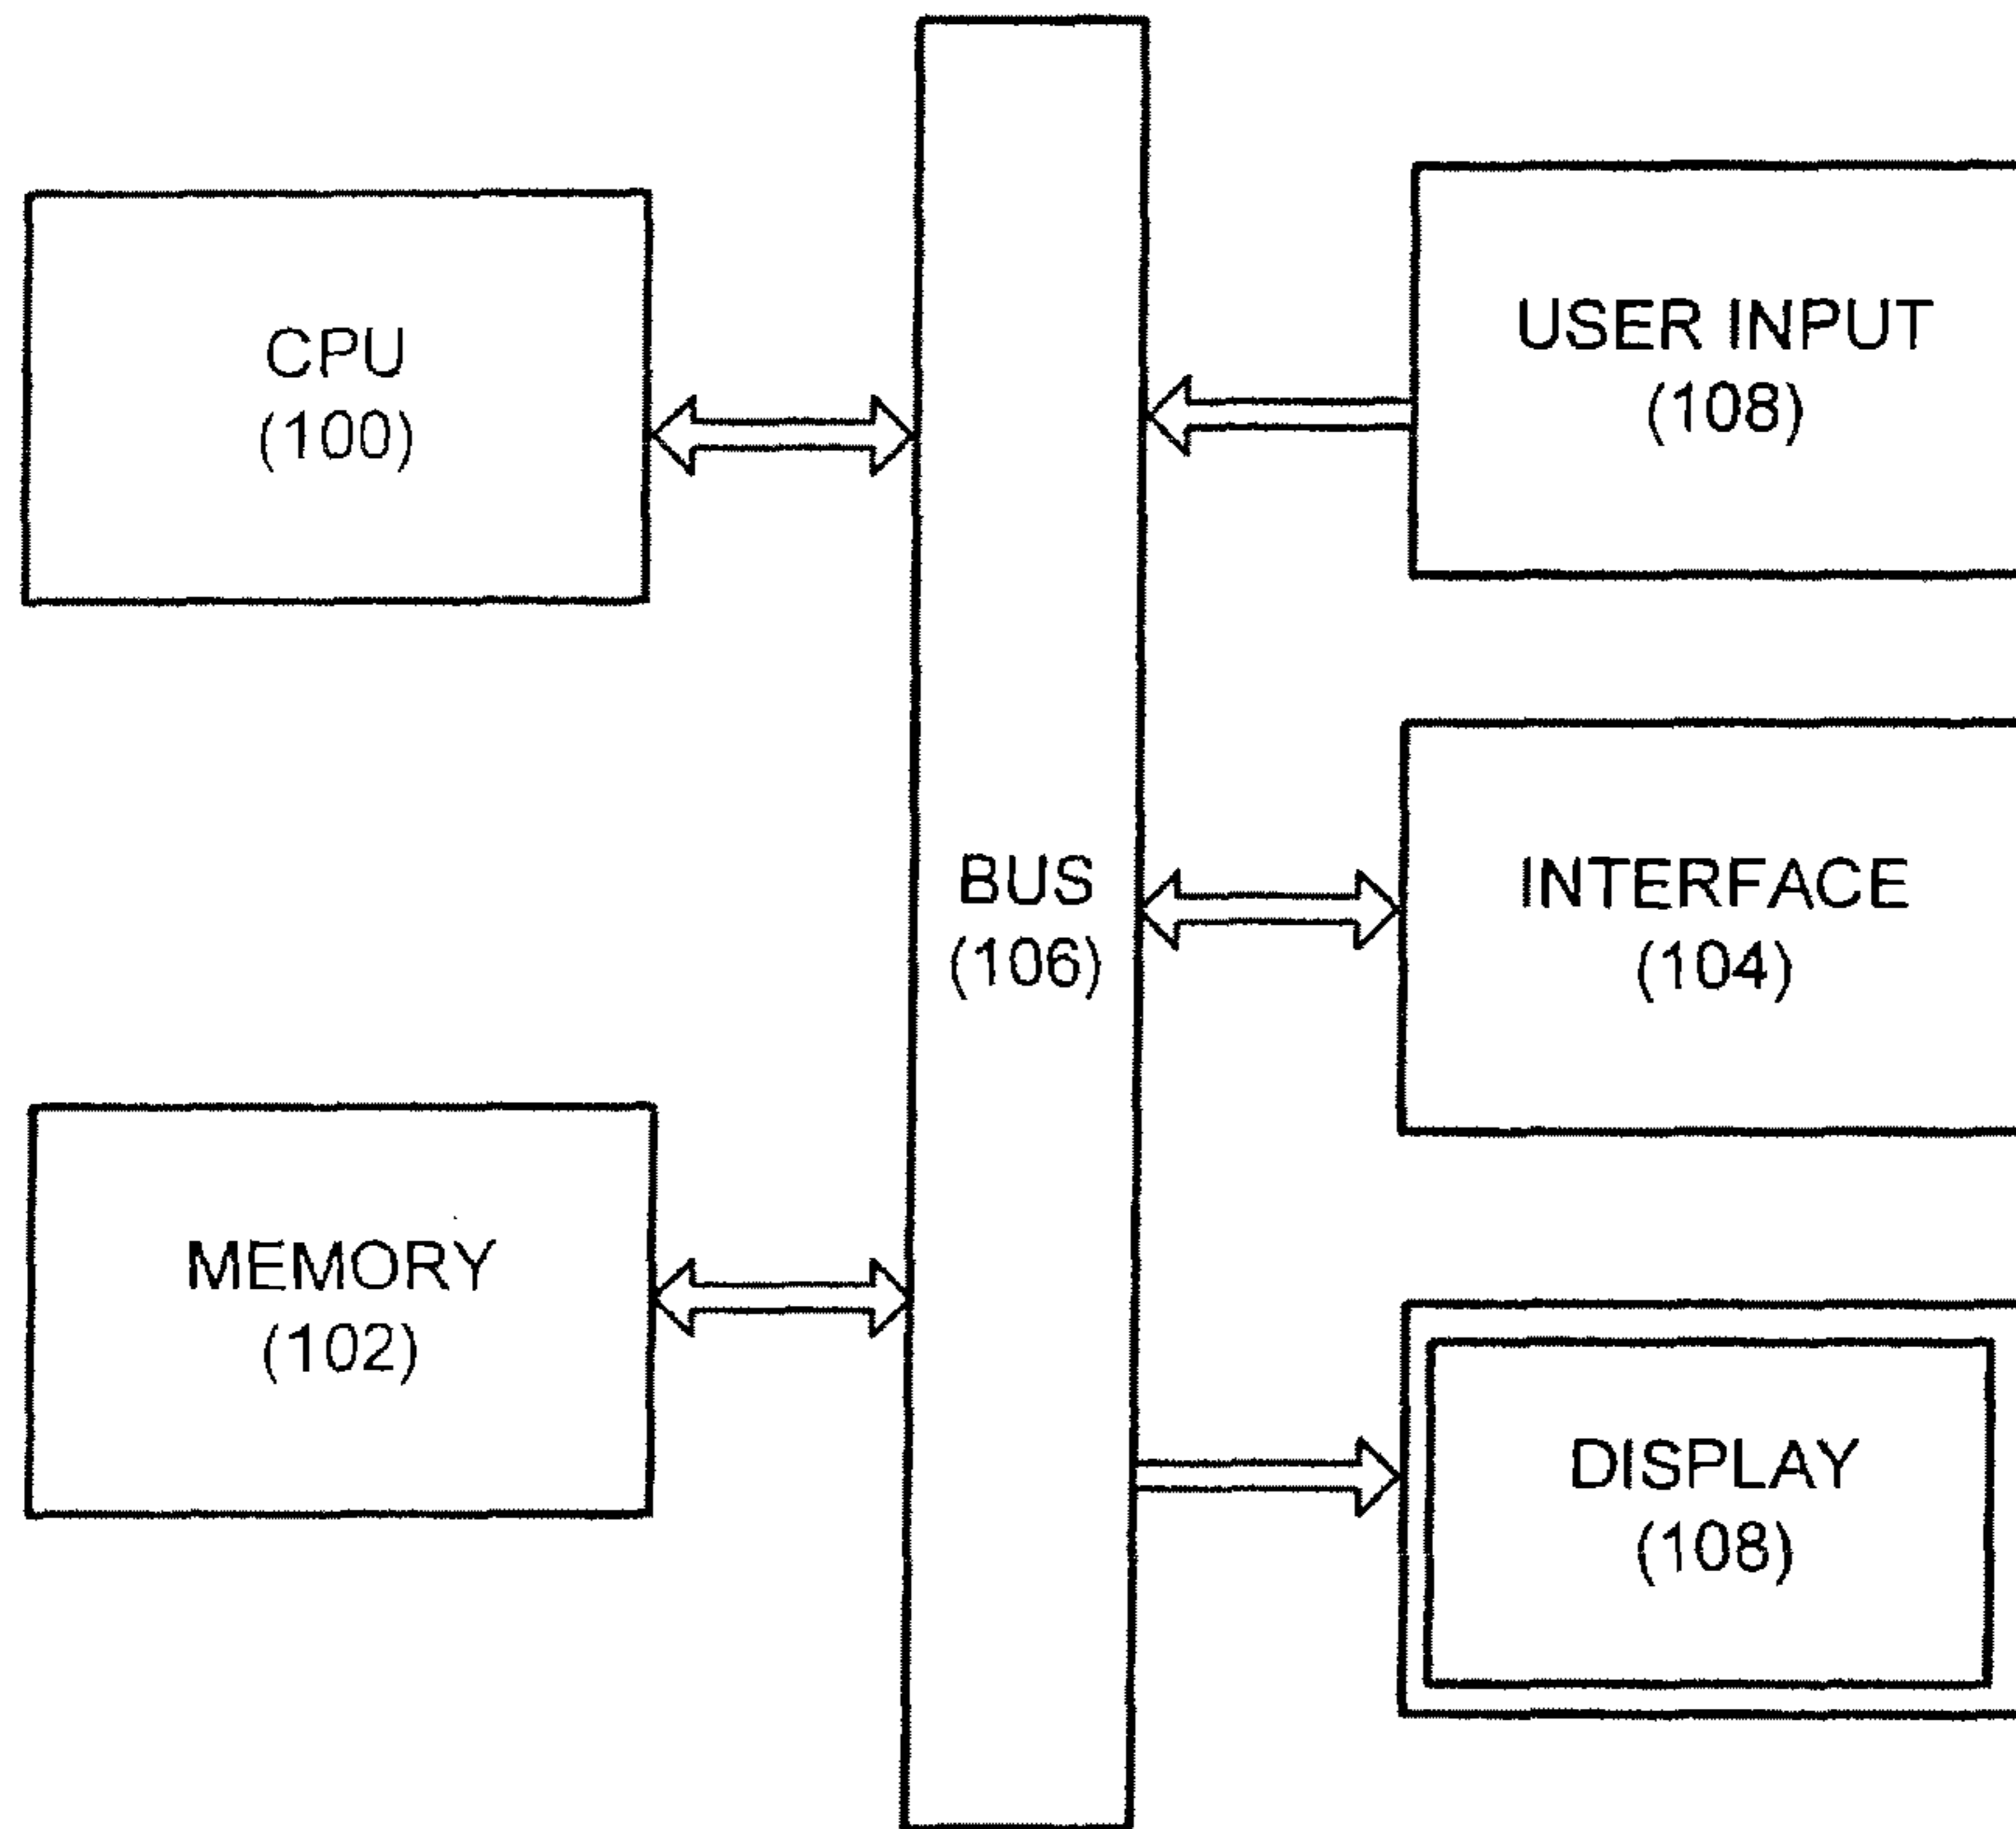 CPU
(100)
MEMORY
(102)
BUS
(106)
USER INPUT
(108)
INTERFACE
(104)
DISPLAY
(108)